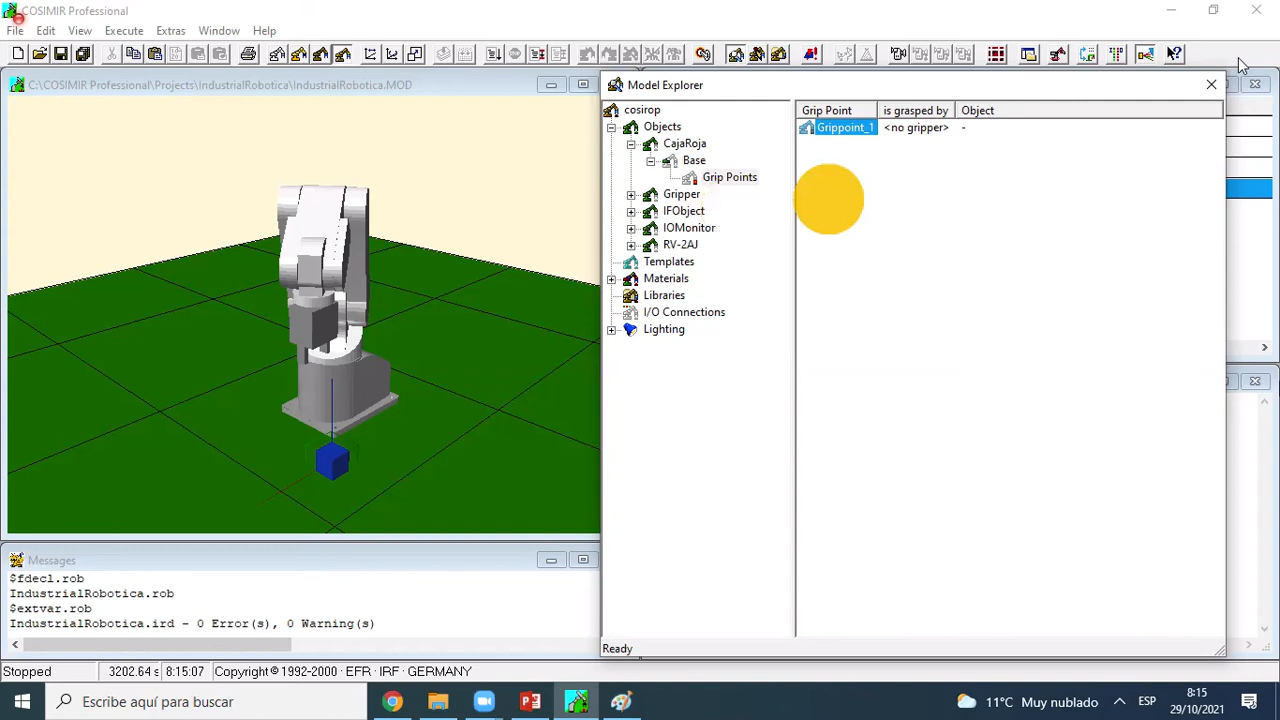 COSIMIR Professional
File Edit View Execute Extras Window Help
C:\COSIMIR Professional\Projects\IndustrialRobotica\IndustrialRobotica.MOD
Model Explorer
cosirop
Objects
CajaRoja
Base
Grip Points
Gripper
IFObject
IOMonitor
RV-2AJ
Templates
Materials
Libraries
I/O Connections
Lighting
Grip Point is grasped by Object
Grippoint_1 <no gripper> -
Ready
Messages
$fdecl.rob
IndustrialRobotica.rob
$extvar.rob
IndustrialRobotica.ird - 0 Error(s), 0 Warning(s)
Stopped 3202.64 s 8:15:07 Copyright © 1992-2000 · EFR · IRF · GERMANY
Escribe aquí para buscar
11°C Muy nublado
ESP
8:15
29/10/2021